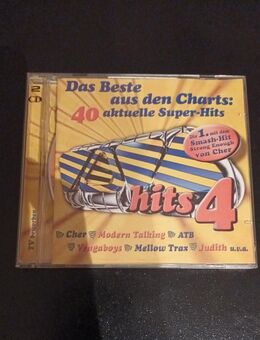 2
CD
Das Beste
aus den Charts:
40 aktuelle Super-Hits
Die 1. mit dem
Smash-Hit
Strong Enough
von Cher
hits 4
Cher Modern Talking ATB
Vengaboys Mellow Trax Judith u.v.a.